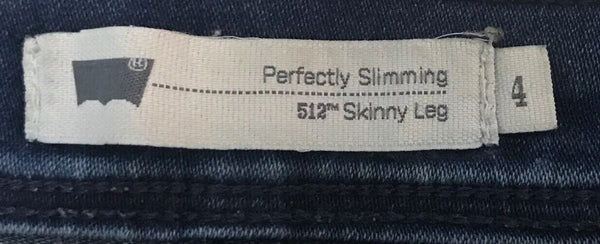 ®
Perfectly Slimming
512™ Skinny Leg
4